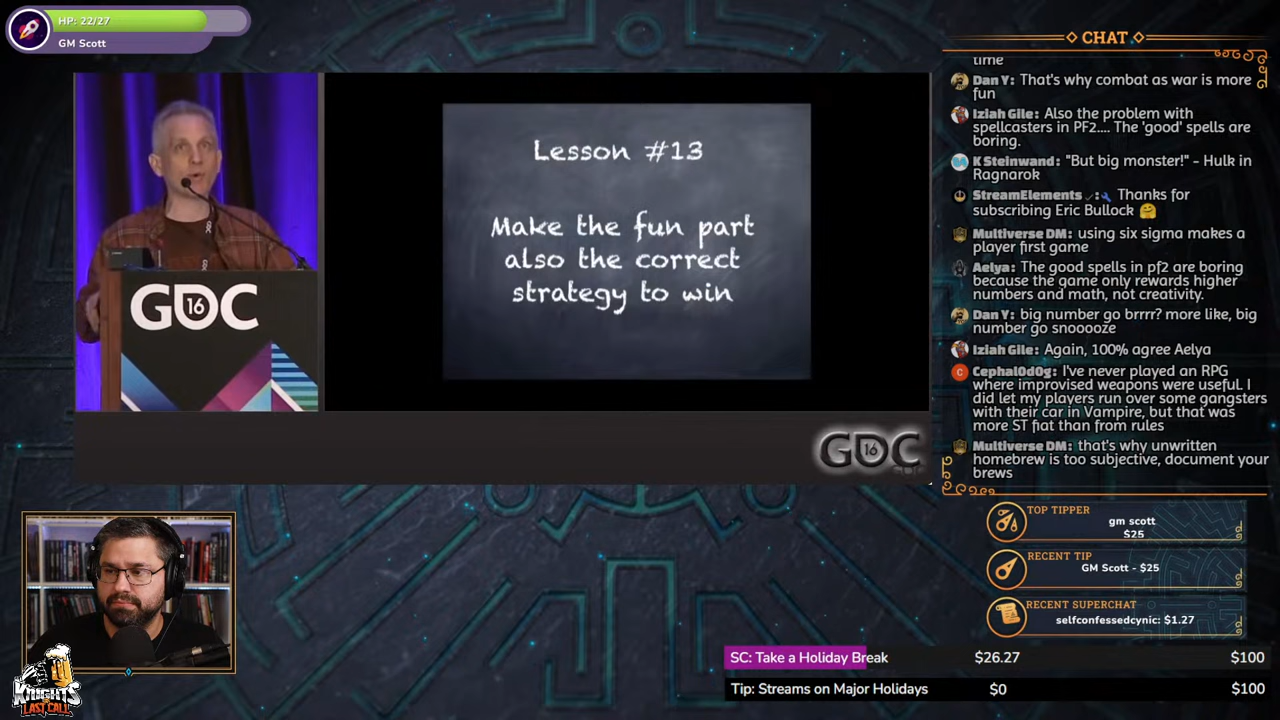 HP: 22/27
GM Scott
GDC 16
Lesson #13
Make the fun part
also the correct
strategy to win
GDC 16
KNIGHTS
LAST CALL
CHAT
time
Dan Y: That's why combat as war is more
fun
Iziah Gile: Also the problem with
spellcasters in PF2.... The 'good' spells are
boring.
K Steinwand: "But big monster!" - Hulk in
Ragnarok
StreamElements : Thanks for
subscribing Eric Bullock 🤗
Multiverse DM: using six sigma makes a
player first game
Aelya: The good spells in pf2 are boring
because the game only rewards higher
numbers and math, not creativity.
Dan Y: big number go brrrr? more like, big
number go snooooze
Iziah Gile: Again, 100% agree Aelya
C CephalOdOg: I've never played an RPG
where improvised weapons were useful. I
did let my players run over some gangsters
with their car in Vampire, but that was
more ST fiat than from rules
Multiverse DM: that's why unwritten
homebrew is too subjective, document your
brews
TOP TIPPER
gm scott
$25
RECENT TIP
GM Scott - $25
RECENT SUPERCHAT
selfconfessedcynic: $1.27
SC: Take a Holiday Break $26.27 $100
Tip: Streams on Major Holidays $0 $100